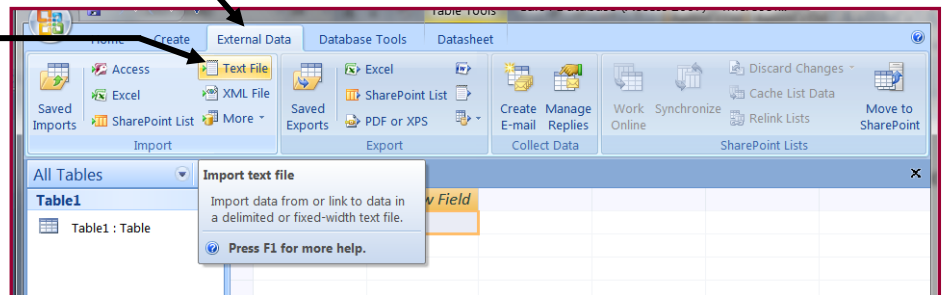 Table Tools
Home Create External Data Database Tools Datasheet
Access Text File Excel Discard Changes
Excel XML File SharePoint List Cache List Data
Saved Imports SharePoint List More Saved Exports PDF or XPS Create E-mail Manage Replies Work Online Synchronize Relink Lists Move to SharePoint
Import Export Collect Data SharePoint Lists
All Tables
Import text file
Table1
Field
Import data from or link to data in
a delimited or fixed-width text file.
Table1 : Table
Press F1 for more help.